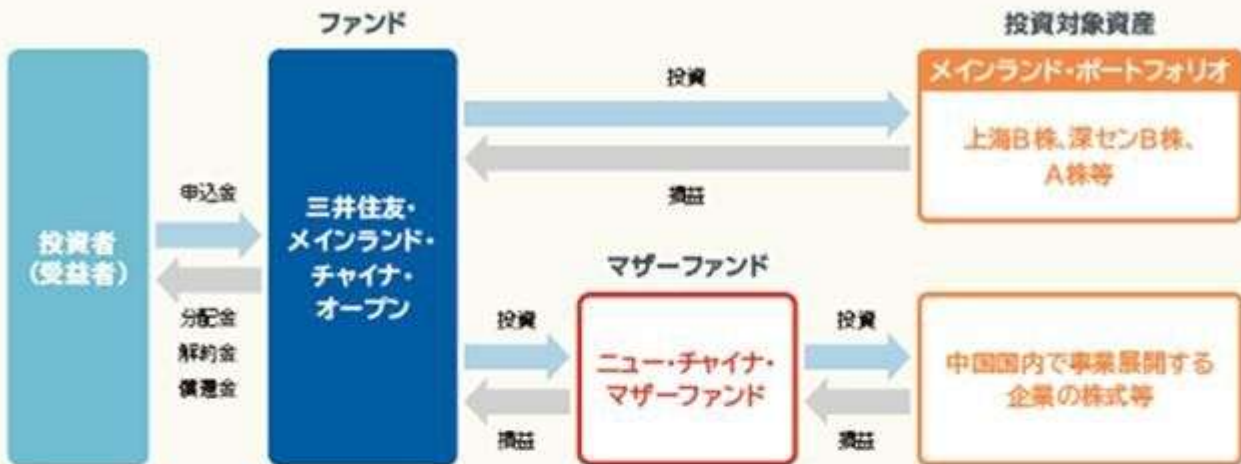 ファンド
投資対象資産
投資者
(受益者)
申込金
分配金
解約金
償還金
三井住友・
メインランド・
チャイナ・
オープン
投資
損益
メインランド・ポートフォリオ
上海B株、深センB株、
A株等
マザーファンド
投資
損益
ニュー・チャイナ・
マザーファンド
投資
損益
中国国内で事業展開する
企業の株式等